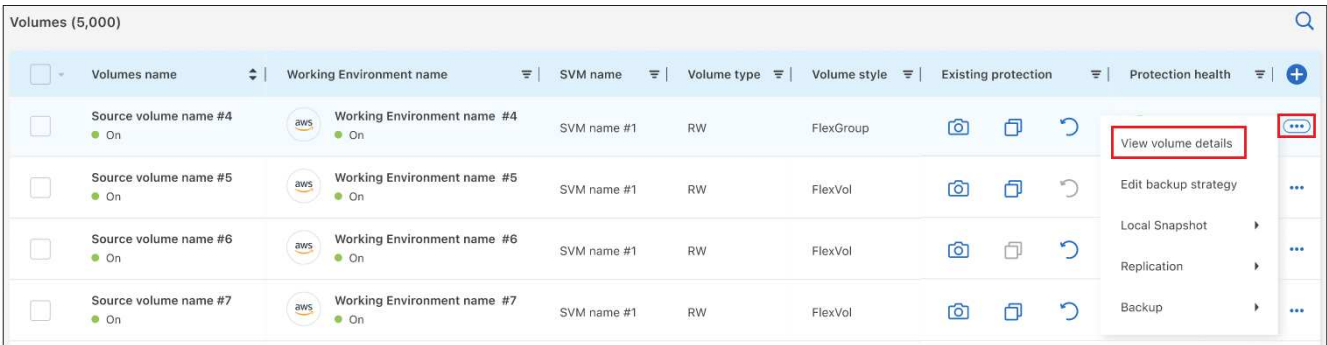 Volumes (5,000)
Volumes name Working Environment name SVM name Volume type Volume style Existing protection Protection health
Source volume name #4 aws Working Environment name #4 SVM name #1 RW FlexGroup
On On
View volume details
Source volume name #5 aws Working Environment name #5 SVM name #1 RW FlexVol
On On
Edit backup strategy
Source volume name #6 aws Working Environment name #6 SVM name #1 RW FlexVol
On On
Local Snapshot
Replication
Source volume name #7 aws Working Environment name #7 SVM name #1 RW FlexVol
On On
Backup